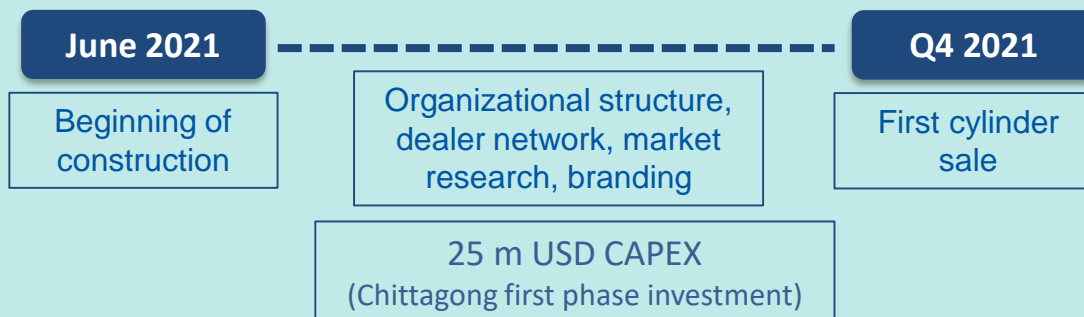 June 2021
Q4 2021
Beginning of
construction
Organizational structure,
dealer network, market
research, branding
First cylinder
sale
25 m USD CAPEX
(Chittagong first phase investment)